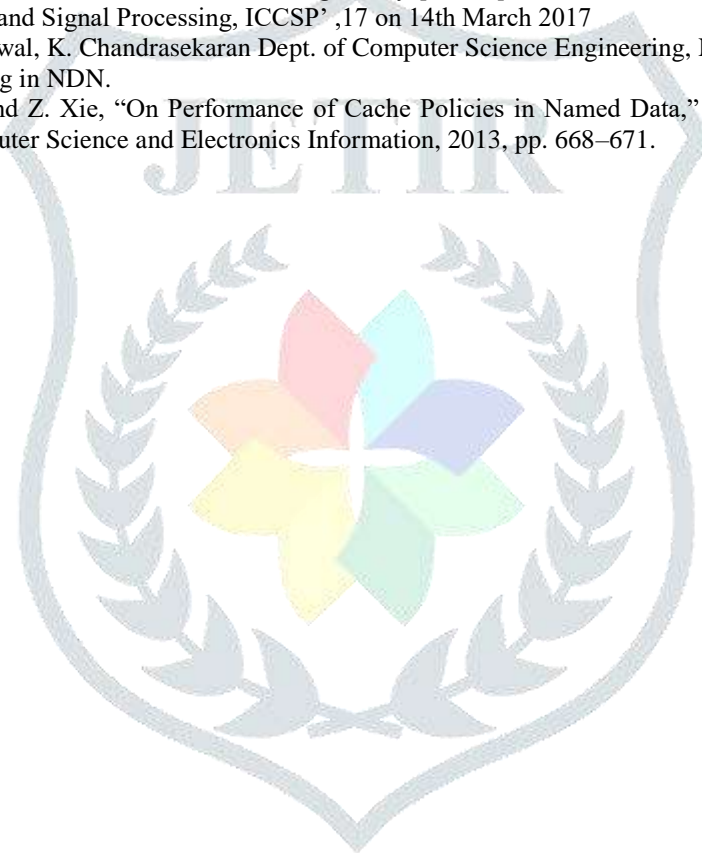 and Signal Processing, ICCSP’ ,17 on 14th March 2017
wal, K. Chandrasekaran Dept. of Computer Science Engineering,
g in NDN.
nd Z. Xie, “On Performance of Cache Policies in Named Data,”
uter Science and Electronics Information, 2013, pp. 668–671.
JETIR